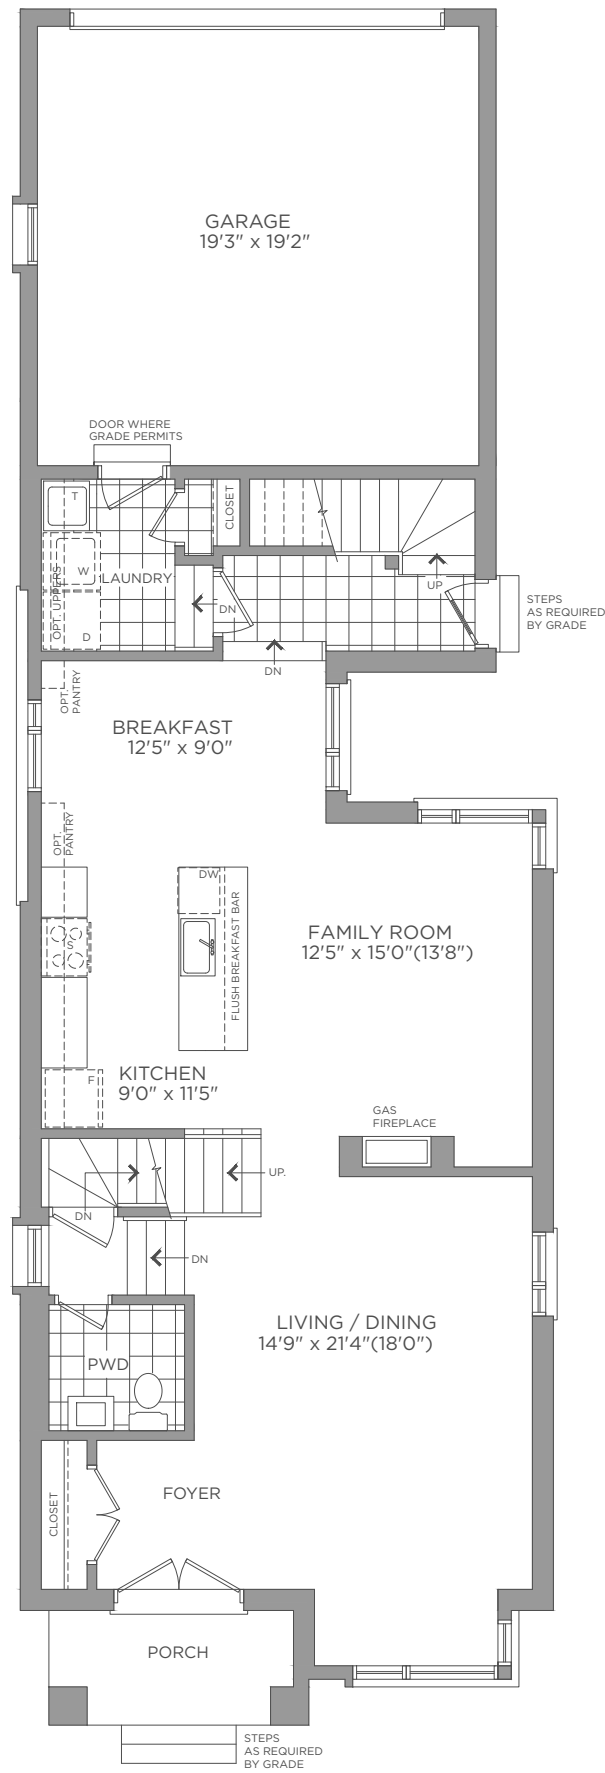 GARAGE
19'3" x 19'2"
DOOR WHERE
GRADE PERMITS
T
CLOSET
W
OPT. UPPERS
LAUNDRY
D
DN
UP
STEPS
AS REQUIRED
BY GRADE
DN
OPT.
PANTRY
BREAKFAST
12'5" x 9'0"
OPT.
PANTRY
DW
FLUSH BREAKFAST BAR
S
FAMILY ROOM
12'5" x 15'0"(13'8")
KITCHEN
9'0" x 11'5"
F
GAS
FIREPLACE
UP.
DN
DN
LIVING / DINING
14'9" x 21'4"(18'0")
PWD
CLOSET
FOYER
PORCH
STEPS
AS REQUIRED
BY GRADE